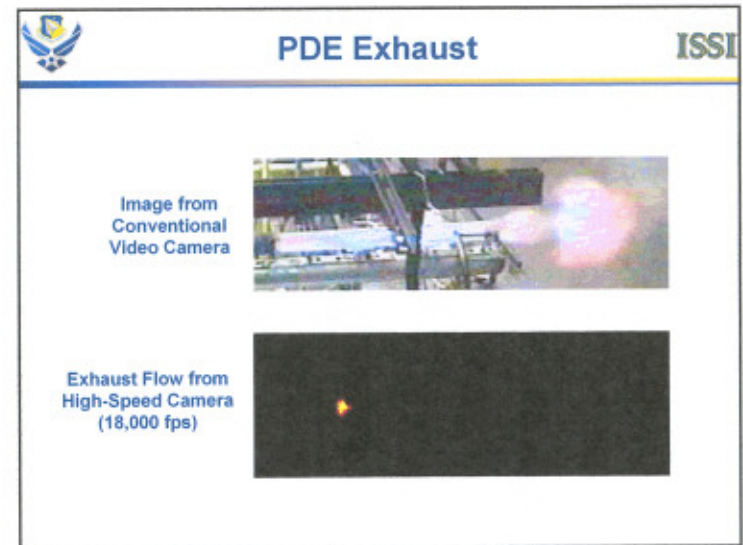 PDE Exhaust
ISSI
Image from
Conventional
Video Camera
Exhaust Flow from
High-Speed Camera
(18,000 fps)